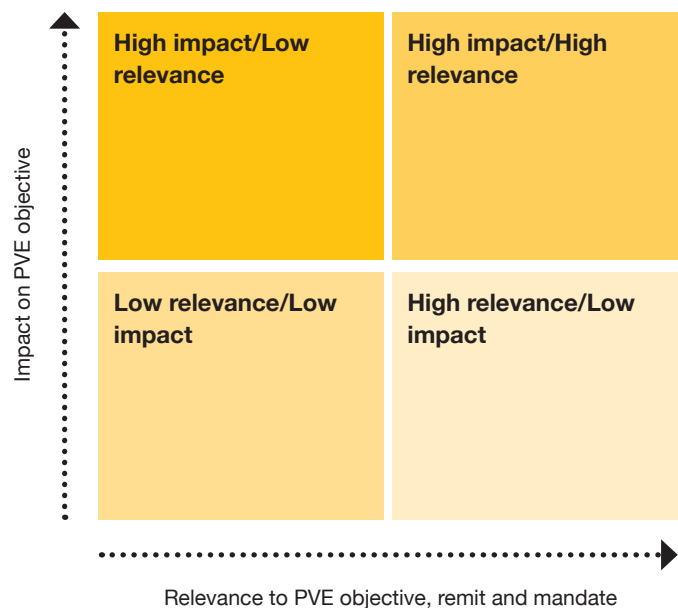 High impact/Low
relevance
High impact/High
relevance
Impact on PVE objective
Low relevance/Low
impact
High relevance/Low
impact
Relevance to PVE objective, remit and mandate